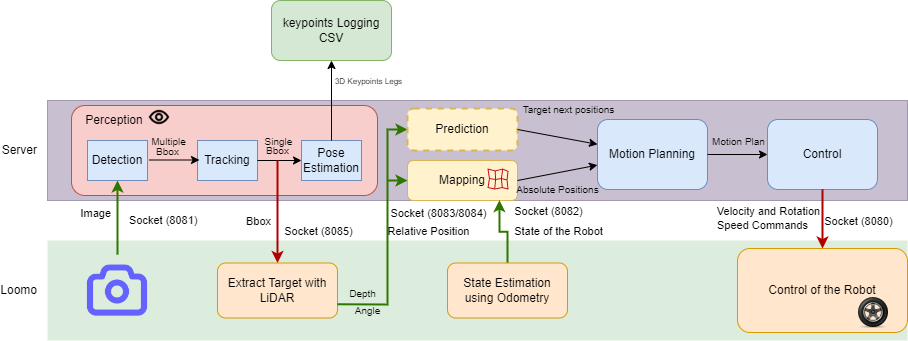 keypoints Logging
CSV
3D Keypoints Legs
Server
Perception
Detection
Multiple
Bbox
Tracking
Single
Bbox
Pose
Estimation
Prediction
Target next positions
Mapping
Absolute Positions
Motion Planning
Motion Plan
Control
Image
Socket (8081)
Bbox
Socket (8085)
Socket (8083/8084)
Relative Position
Socket (8082)
State of the Robot
Velocity and Rotation
Speed Commands
Socket (8080)
Loomo
Extract Target with
LiDAR
Depth
Angle
State Estimation
using Odometry
Control of the Robot